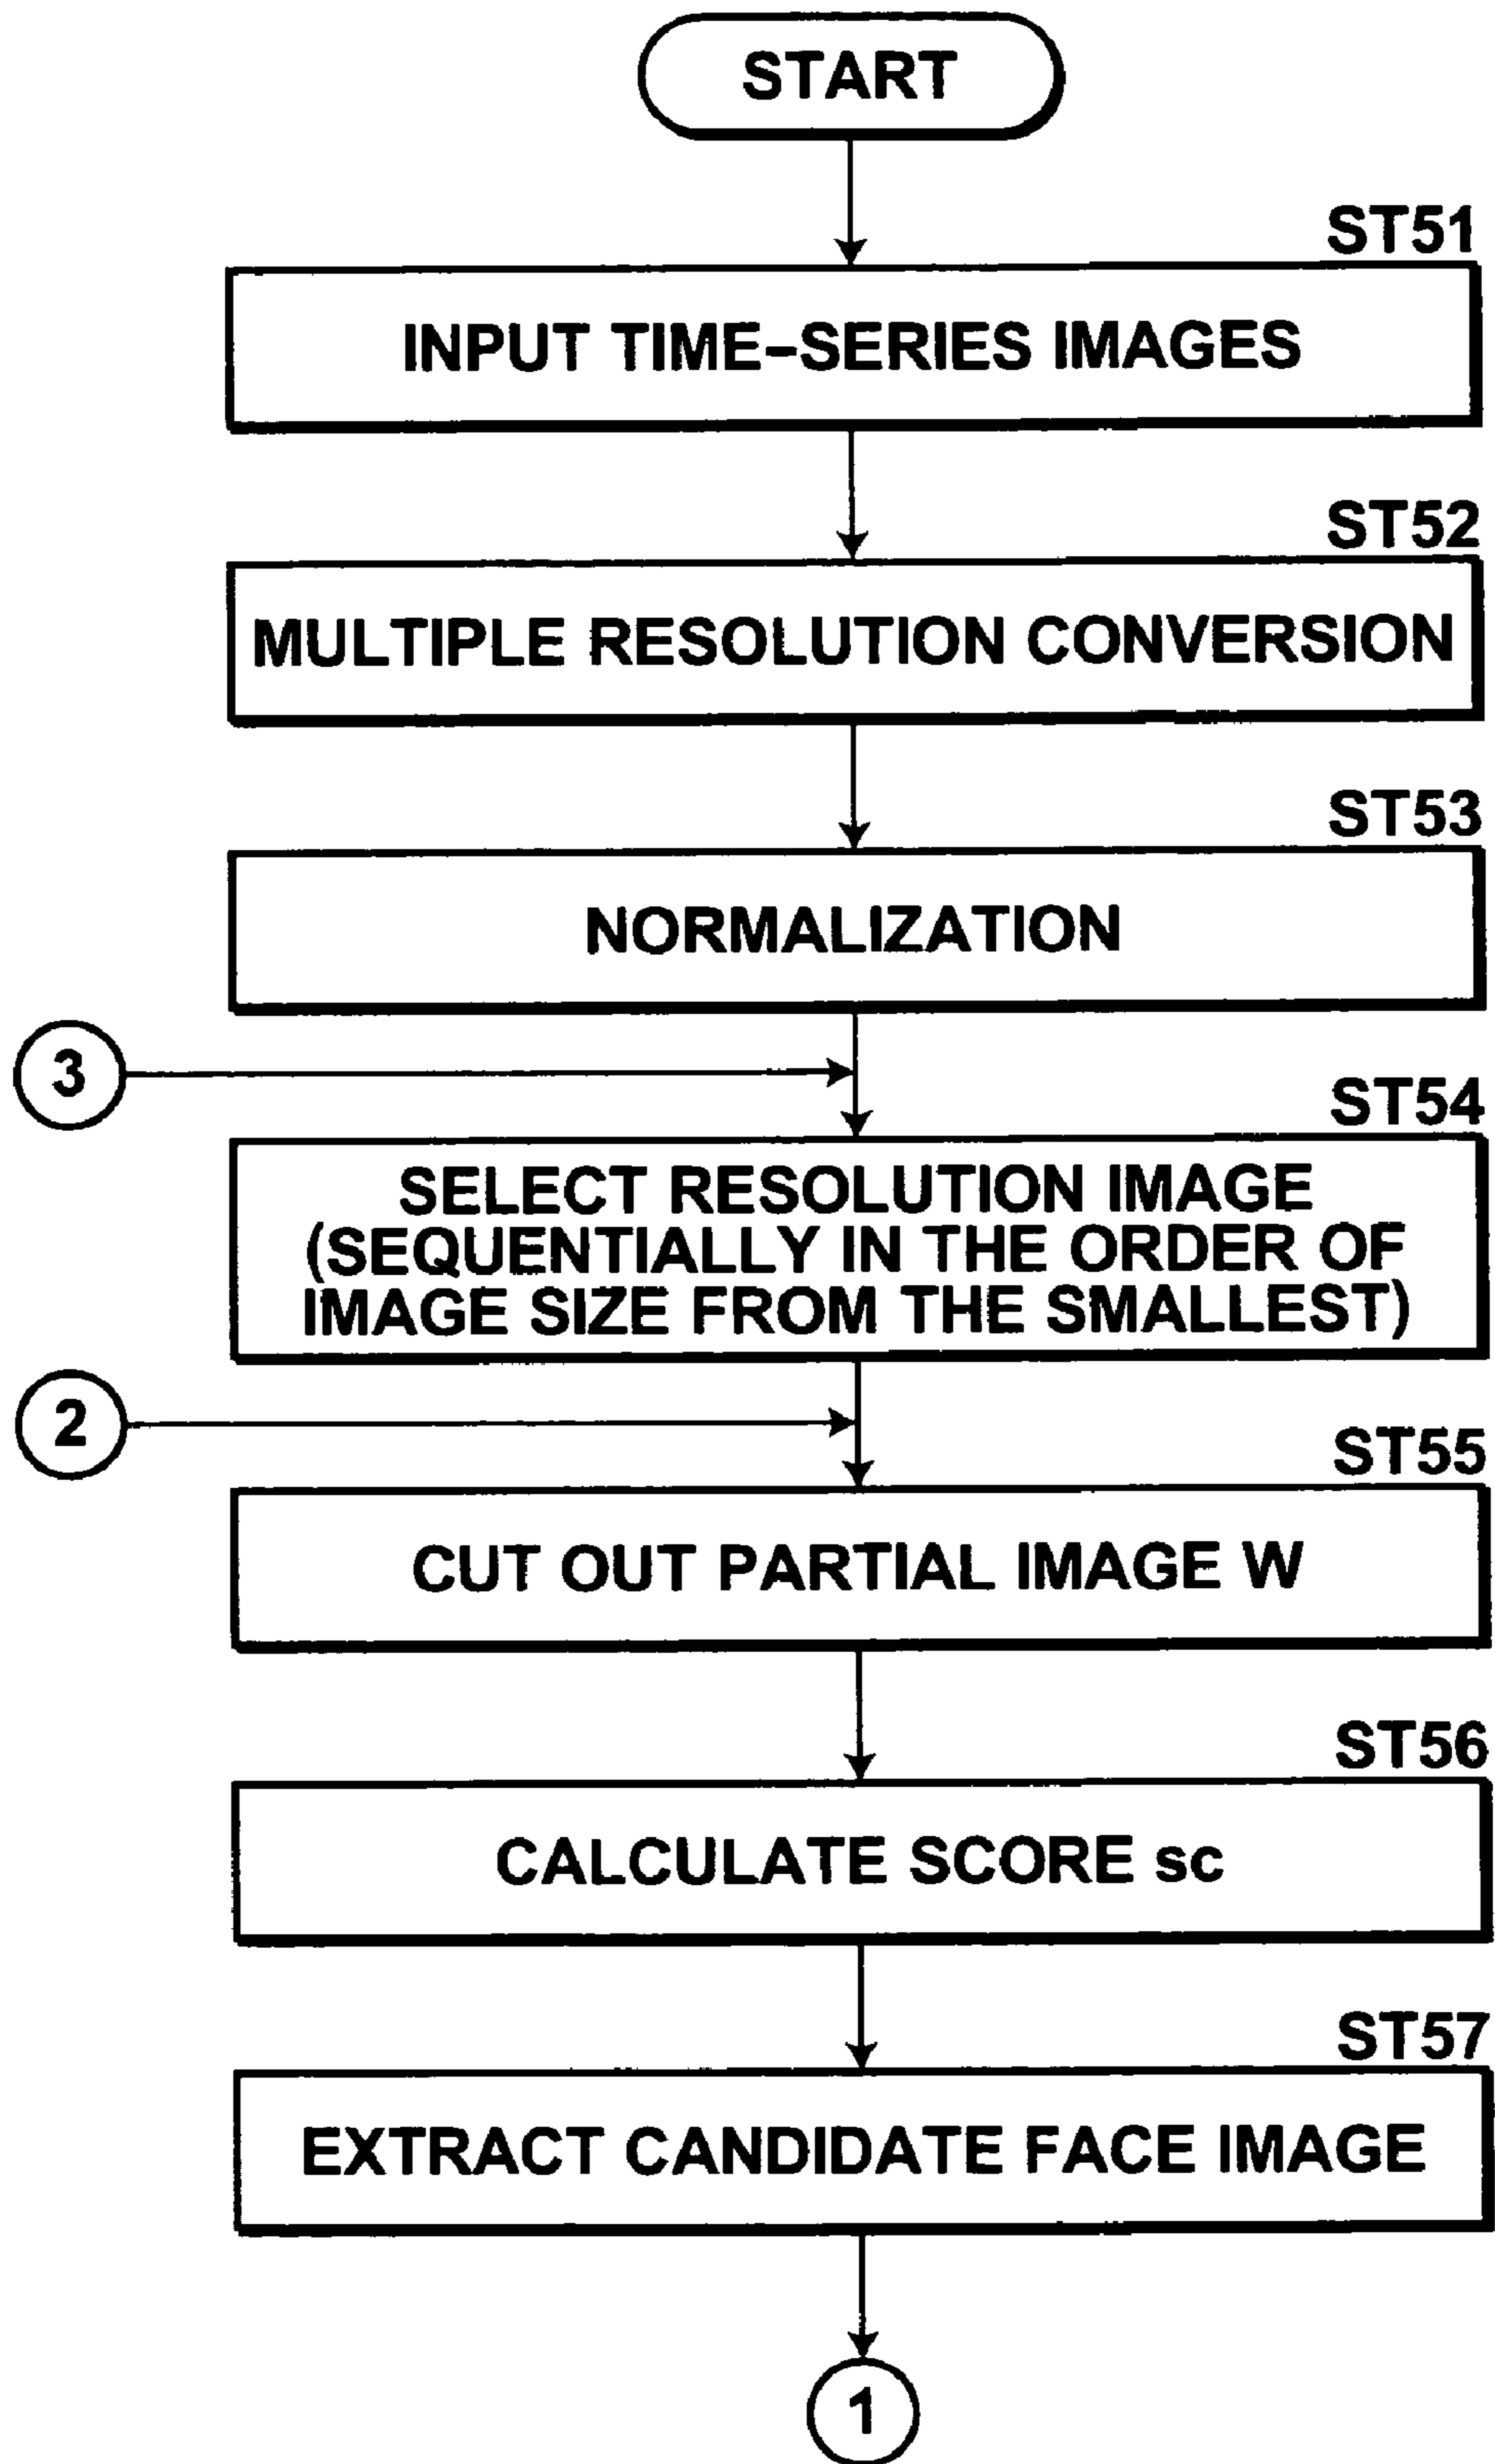 START
ST51
INPUT TIME-SERIES IMAGES
ST52
MULTIPLE RESOLUTION CONVERSION
ST53
NORMALIZATION
3
ST54
SELECT RESOLUTION IMAGE
(SEQUENTIALLY IN THE ORDER OF
IMAGE SIZE FROM THE SMALLEST)
2
ST55
CUT OUT PARTIAL IMAGE W
ST56
CALCULATE SCORE sc
ST57
EXTRACT CANDIDATE FACE IMAGE
1